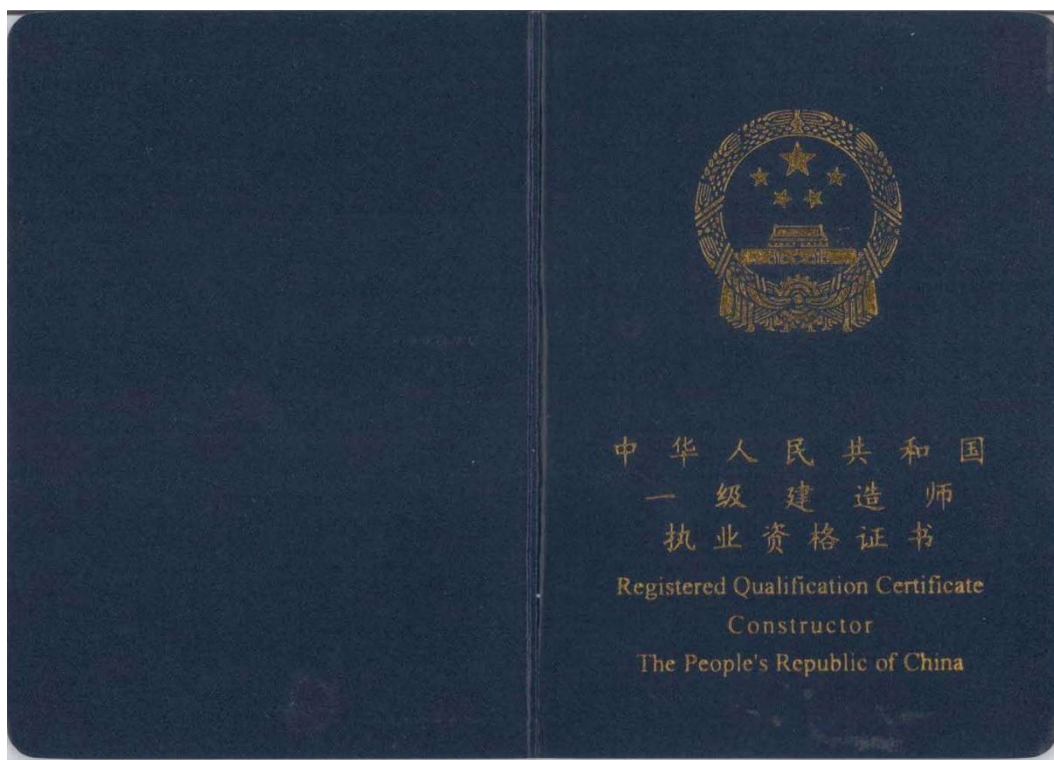 中华人民共和国
一级建造师
执业资格证书
Registered Qualification Certificate
Constructor
The People's Republic of China